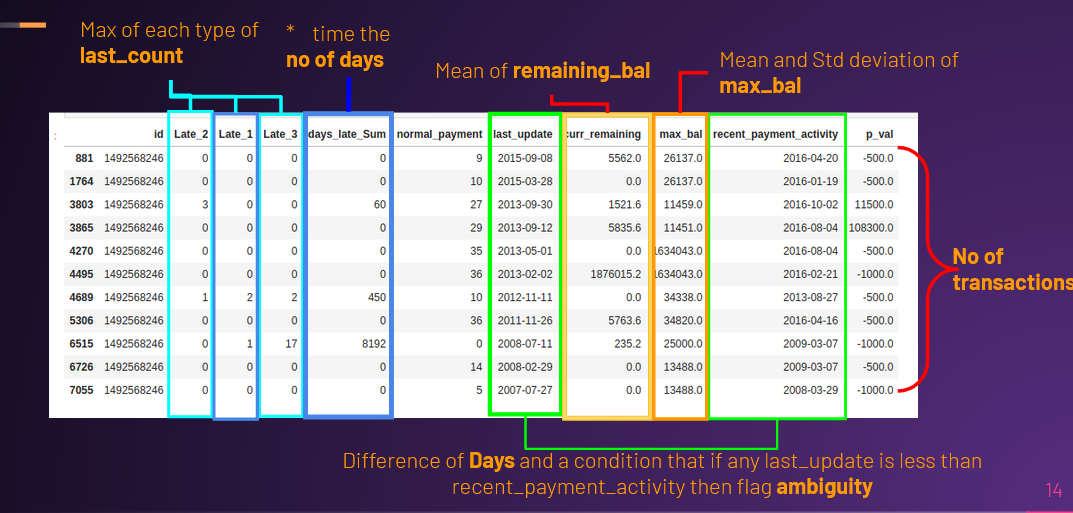 Max of each type of
last_count
* time the
no of days
Mean of remaining_bal
Mean and Std deviation of
max_bal
: id Late_2 Late_1 Late_3 days_late_Sum normal_payment last_update curr_remaining max_bal recent_payment_activity p_val
881 1492568246 0 0 0 0 9 2015-09-08 5562.0 26137.0 2016-04-20 -500.0
1764 1492568246 0 0 0 0 10 2015-03-28 0.0 26137.0 2016-01-19 -500.0
3803 1492568246 3 0 0 60 27 2013-09-30 1521.6 11459.0 2016-10-02 11500.0
3865 1492568246 0 0 0 0 29 2013-09-12 5835.6 11451.0 2016-08-04 108300.0
4270 1492568246 0 0 0 0 35 2013-05-01 0.0 1634043.0 2016-08-04 -500.0
4495 1492568246 0 0 0 0 36 2013-02-02 1876015.2 1634043.0 2016-02-21 -1000.0
4689 1492568246 1 2 2 450 10 2012-11-11 0.0 34338.0 2013-08-27 -500.0
5306 1492568246 0 0 0 0 36 2011-11-26 5763.6 34820.0 2016-04-16 -500.0
6515 1492568246 0 1 17 8192 0 2008-07-11 235.2 25000.0 2009-03-07 -1000.0
6726 1492568246 0 0 0 0 14 2008-02-29 0.0 13488.0 2009-03-07 -500.0
7055 1492568246 0 0 0 0 5 2007-07-27 0.0 13488.0 2008-03-29 -1000.0
No of
transactions
Difference of Days and a condition that if any last_update is less than
recent_payment_activity then flag ambiguity
14